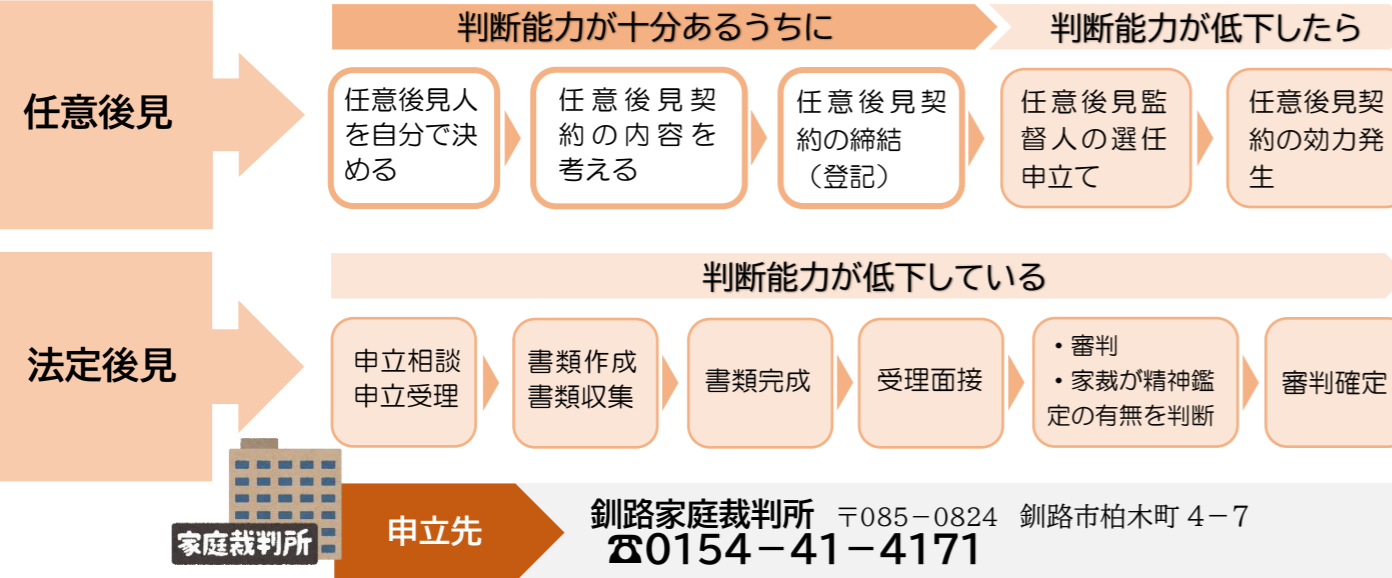 任意後見
判断能力が十分あるうちに
判断能力が低下したら
任意後見人
を自分で決
める
任意後見契
約の内容を
考える
任意後見契
約の締結
（登記）
任意後見監
督人の選任
申立て
任意後見契
約の効力発
生
法定後見
判断能力が低下している
申立相談
申立受理
書類作成
書類収集
書類完成
受理面接
・審判
・家裁が精神鑑
定の有無を判断
審判確定
家庭裁判所
申立先
釧路家庭裁判所 〒085－0824 釧路市柏木町 4－7
☎0154－41－4171